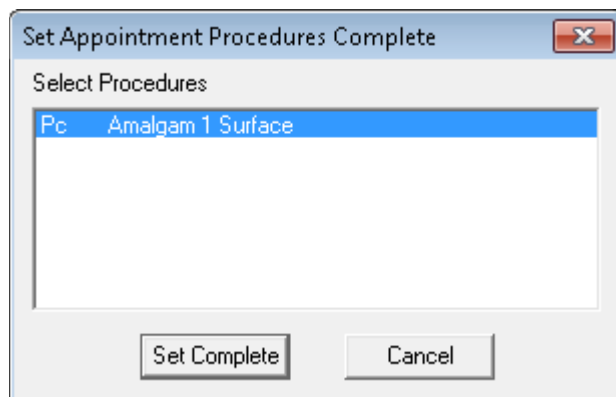 Set Appointment Procedures Complete
Select Procedures
Pc Amalgam 1 Surface
Set Complete Cancel